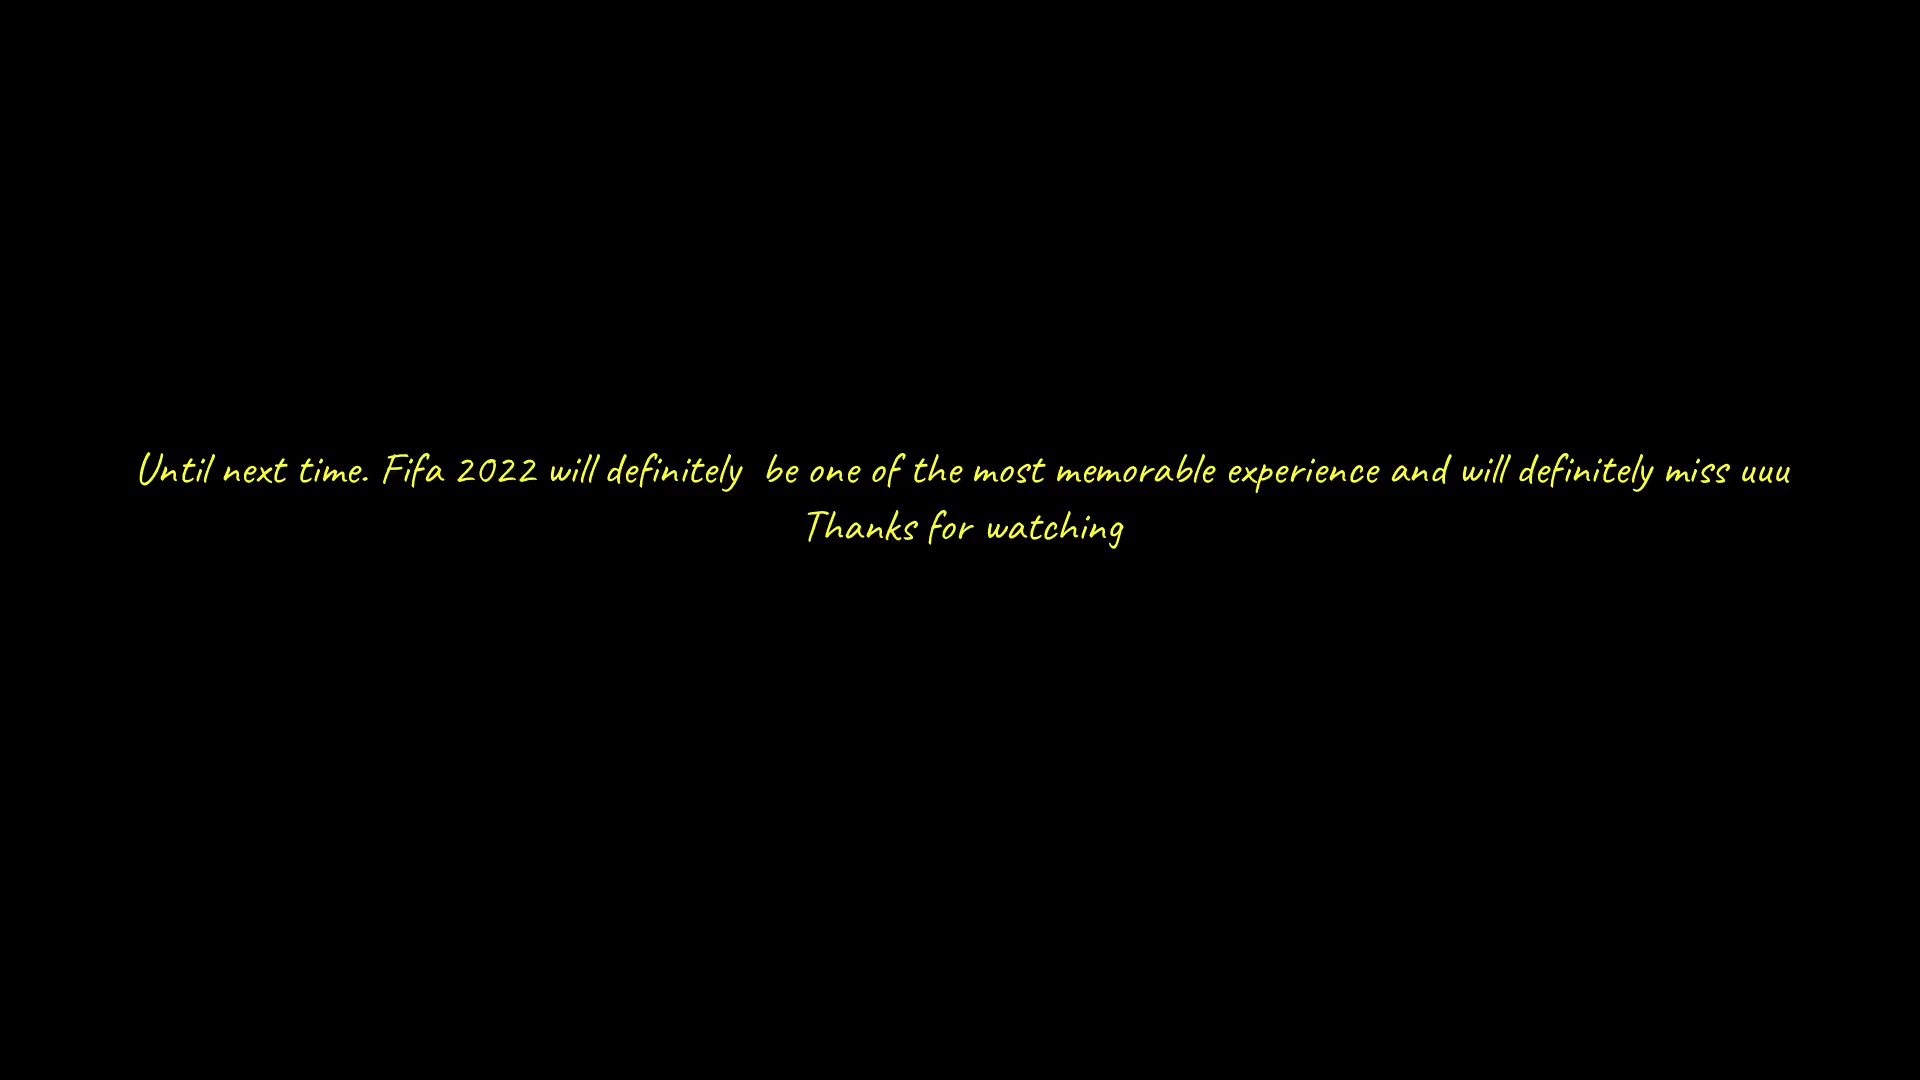 Until next time. Fifa 2022 will definitely  be one of the most memorable experience and will definitely miss uuu
Thanks for watching